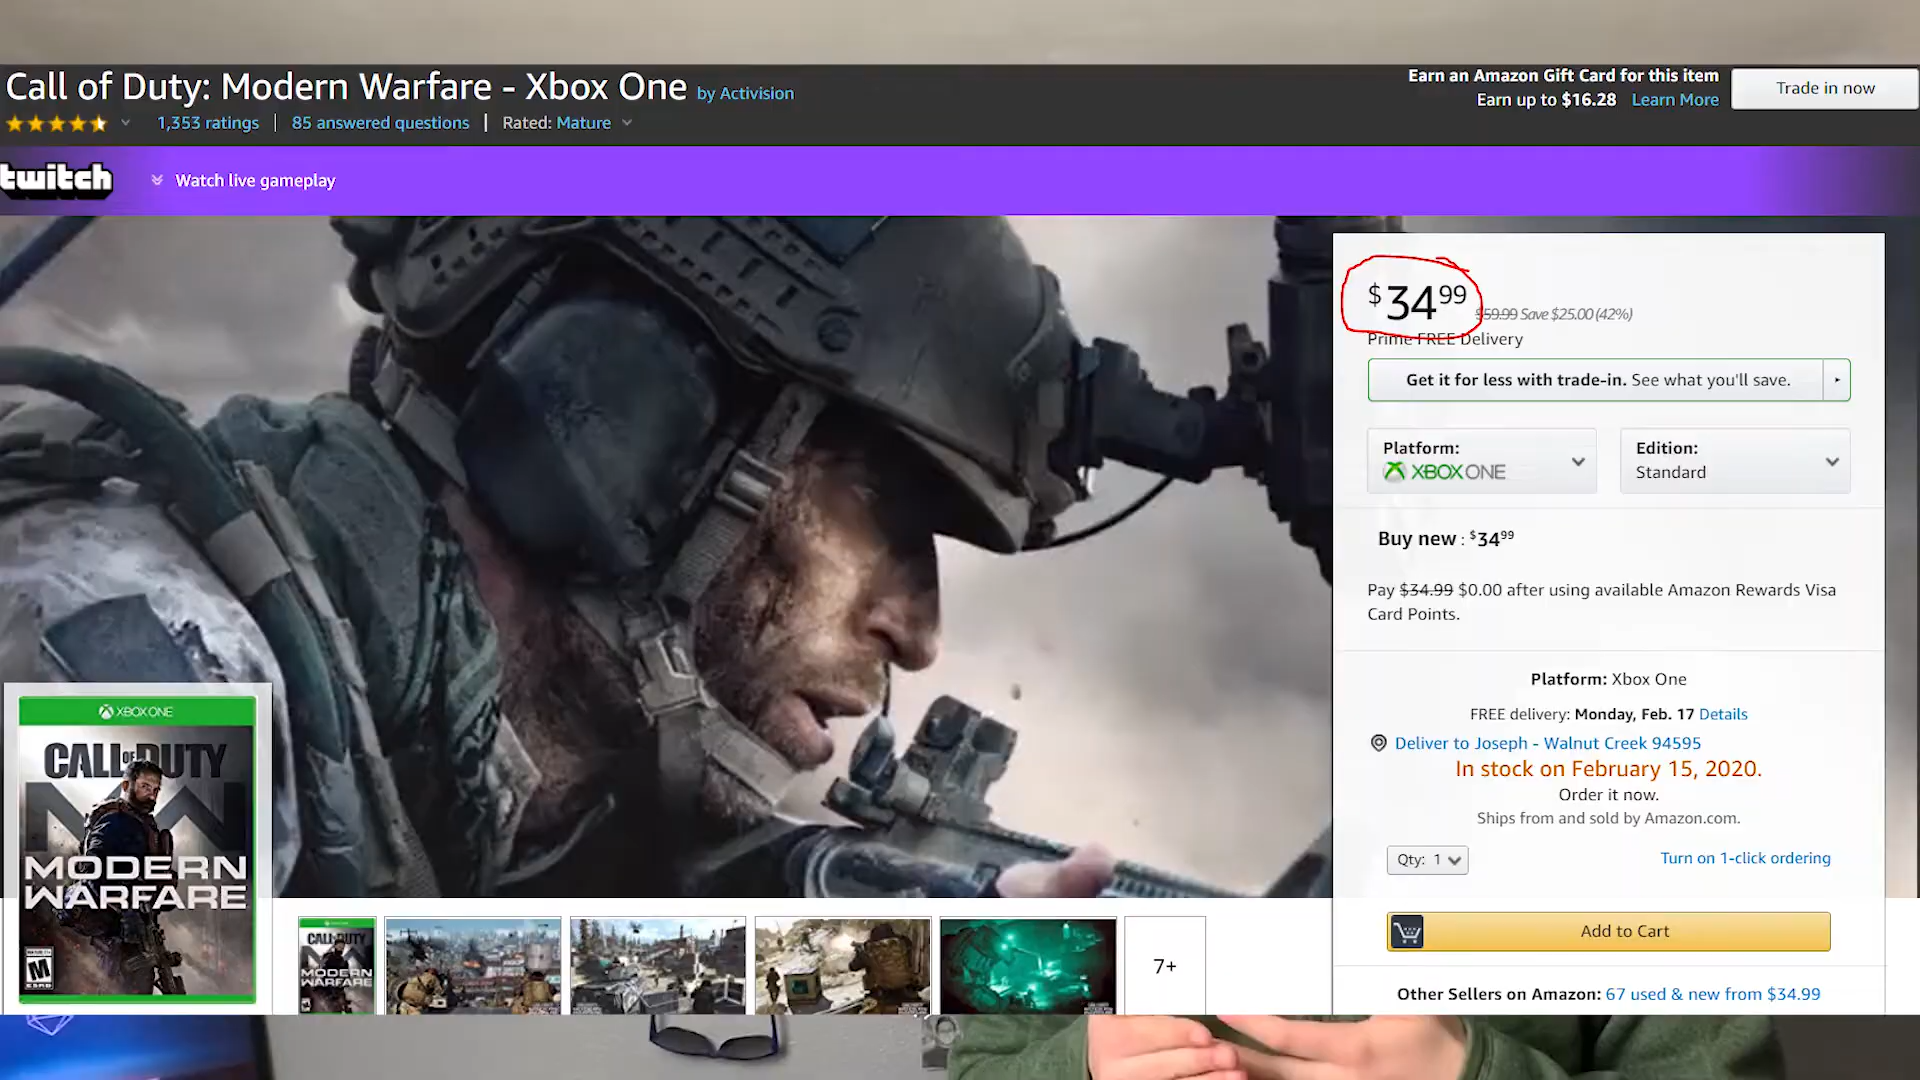 Call of Duty: Modern Warfare - Xbox One by Activision
1,353 ratings | 85 answered questions | Rated: Mature
Earn an Amazon Gift Card for this item
Earn up to $16.28 Learn More
Trade in now
twitch
Watch live gameplay
$34.99
$59.99 Save $25.00 (42%)
Prime FREE Delivery
Get it for less with trade-in. See what you'll save.
Platform:
XBOX ONE
Edition:
Standard
Buy new : $34.99
Pay $34.99 $0.00 after using available Amazon Rewards Visa
Card Points.
Platform: Xbox One
FREE delivery: Monday, Feb. 17 Details
Deliver to Joseph - Walnut Creek 94595
In stock on February 15, 2020.
Order it now.
Ships from and sold by Amazon.com.
Qty: 1
Turn on 1-click ordering
Add to Cart
Other Sellers on Amazon: 67 used & new from $34.99
XBOX ONE
CALL OF DUTY
MW
MODERN
WARFARE
M
ESRB
CALL OF DUTY
MODERN
WARFARE
7+